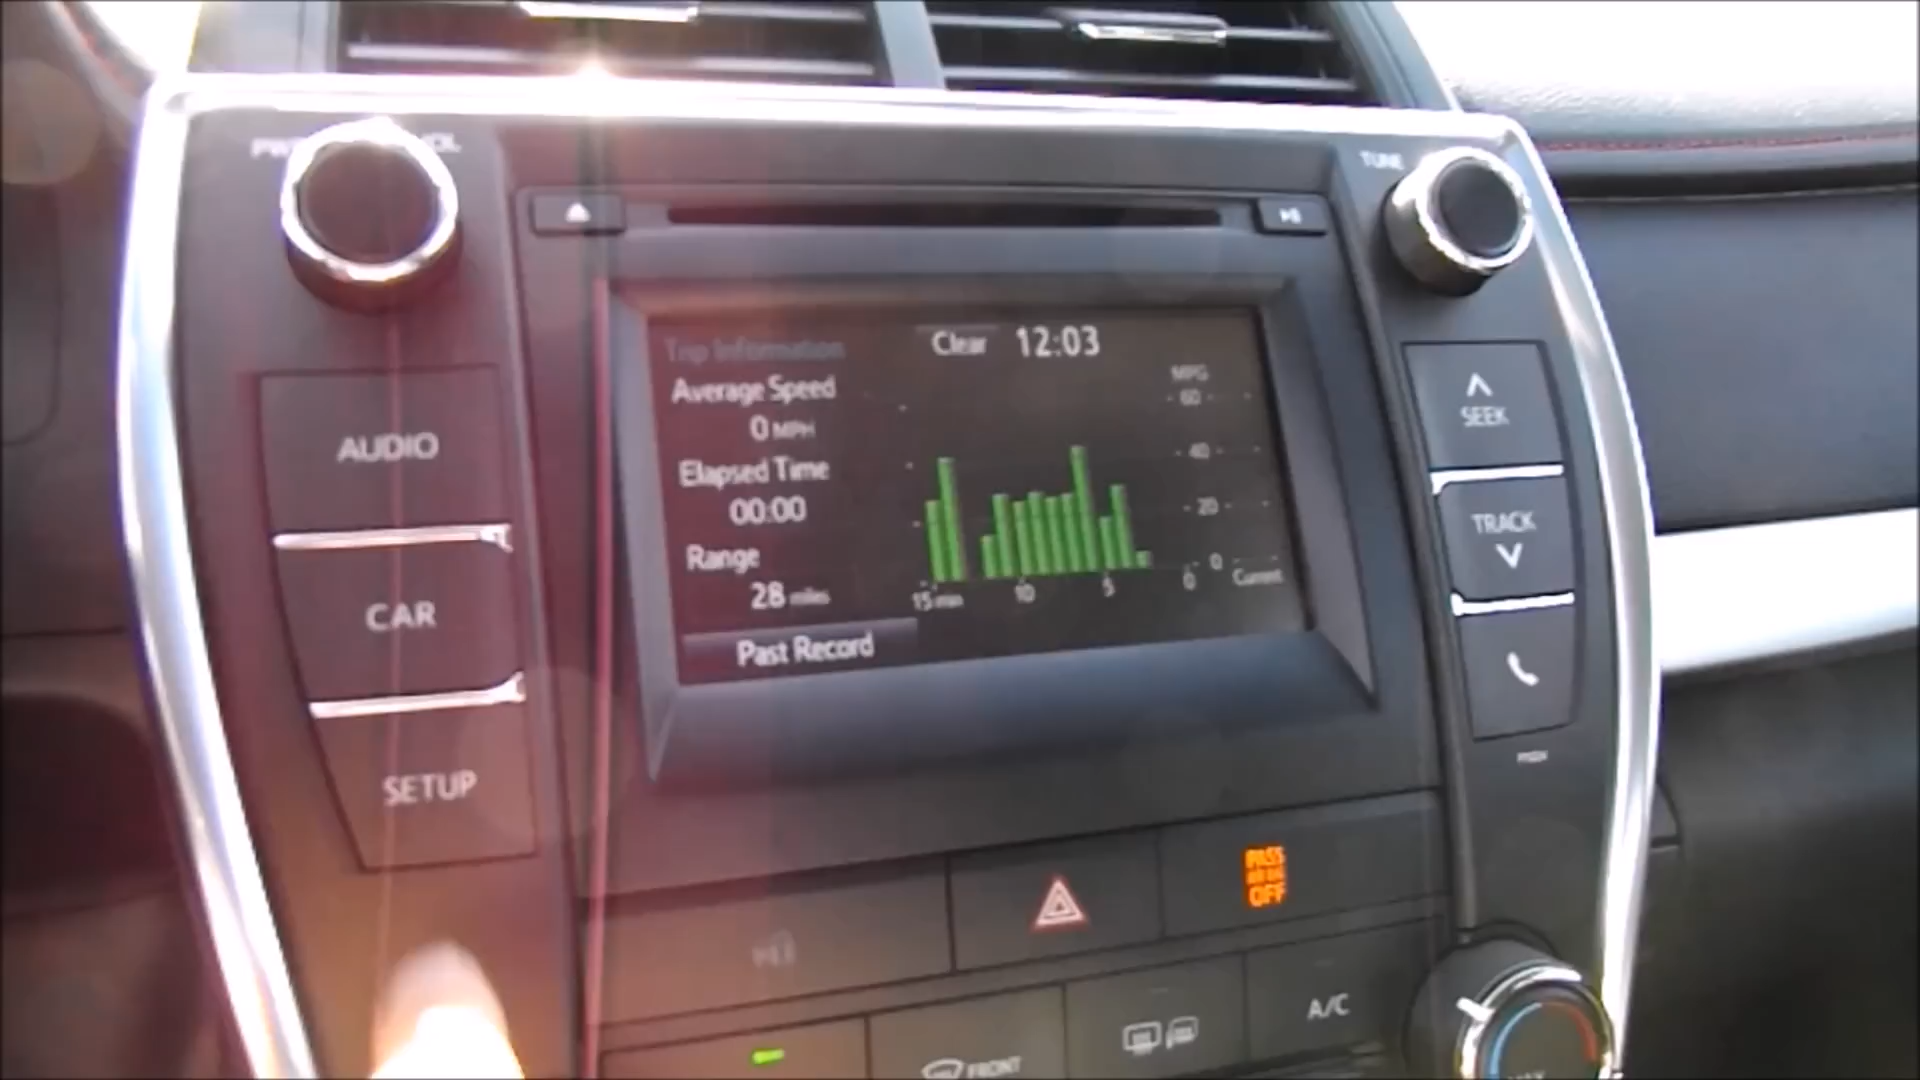 TUNE
Trip Information
Clear
12:03
Average Speed
0 MPH
Elapsed Time
00:00
Range
28 miles
Past Record
MPG
60
40
20
0
15 min
10
5
0
Current
AUDIO
CAR
SETUP
SEEK
TRACK
PASS
OFF
A/C
FRONT